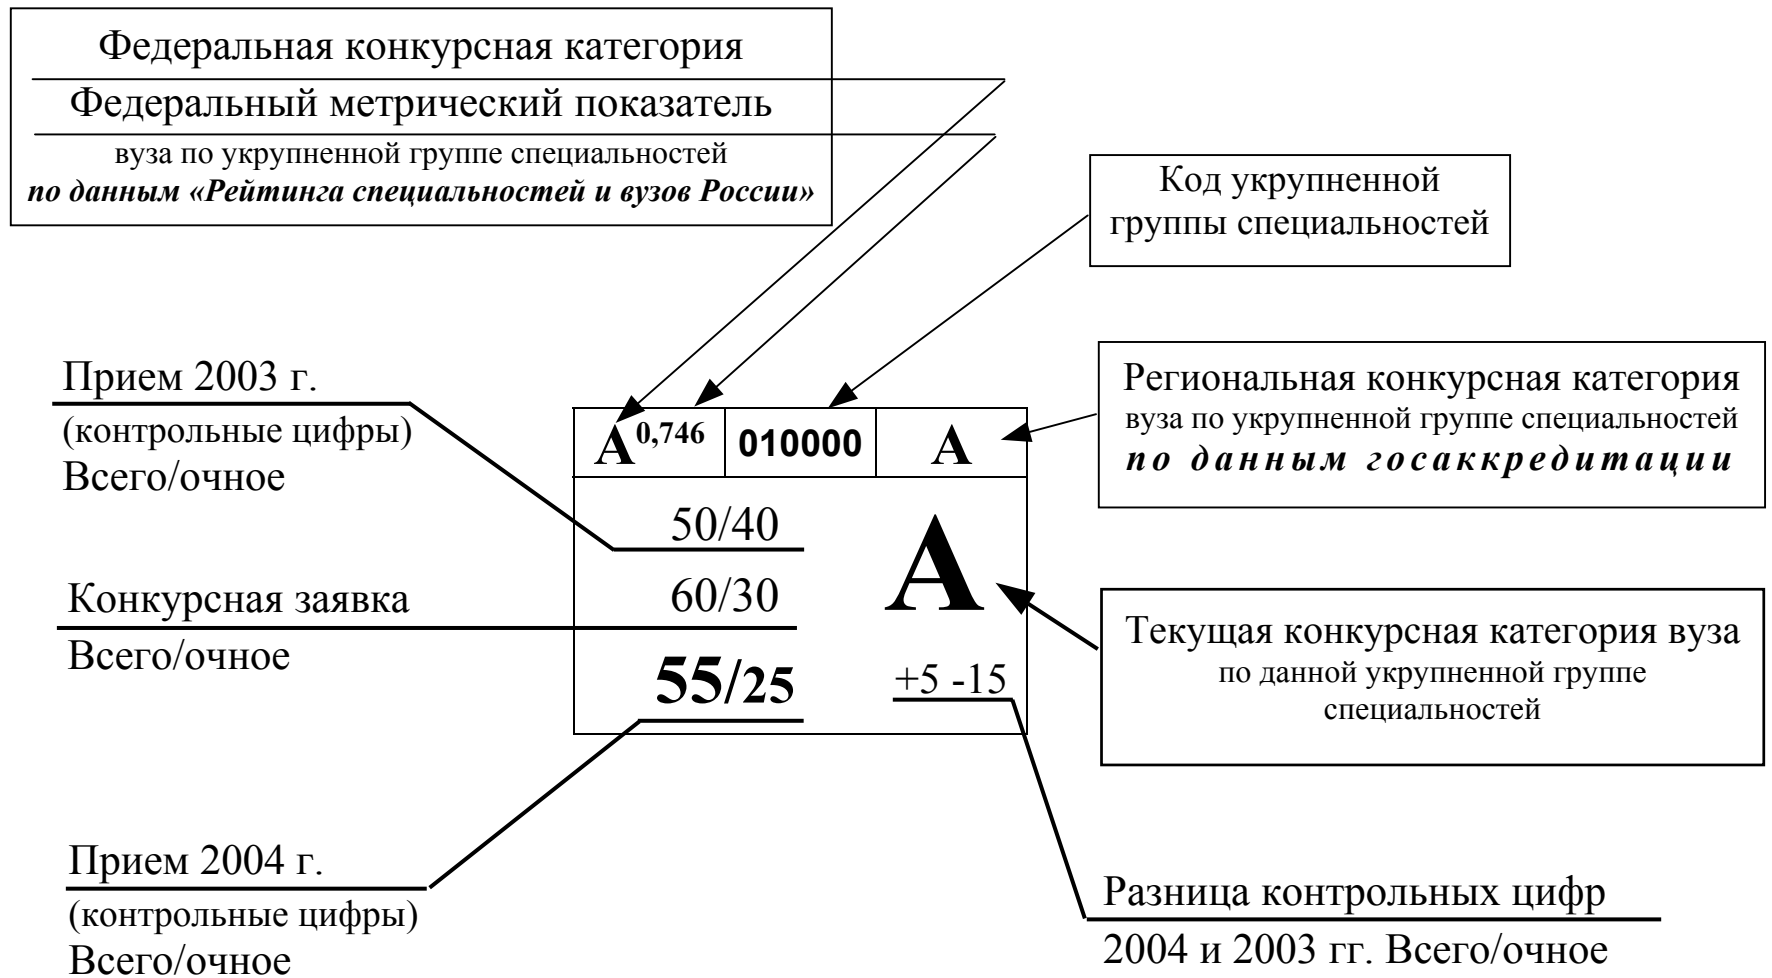 Федеральная конкурсная категория
Федеральный метрический показатель
вуза по укрупненной группе специальностей
по данным «Рейтинга специальностей и вузов России»
Код укрупненной
группы специальностей
Региональная конкурсная категория
вуза по укрупненной группе специальностей
по данным госаккредитации
Прием 2003 г.
(контрольные цифры)
Всего/очное
А0,746 010000 А
50/40
А
Конкурсная заявка
Всего/очное
60/30
Текущая конкурсная категория вуза
по данной укрупненной группе
специальностей
55/25
+5 -15
Прием 2004 г.
(контрольные цифры)
Всего/очное
Разница контрольных цифр
2004 и 2003 гг. Всего/очное